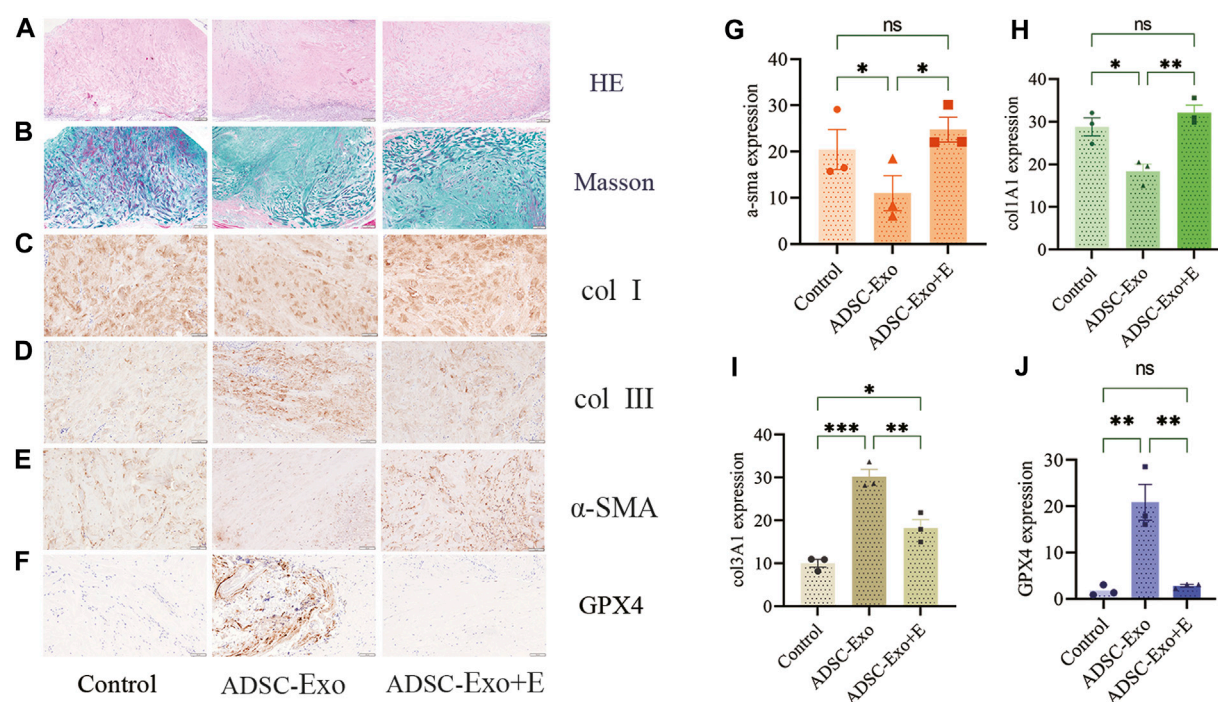 A
HE
B
Masson
C
col I
D
col III
E
α-SMA
F
GPX4
Control
ADSC-Exo
ADSC-Exo+E
G
ns
*
*
40
30
20
10
0
a-sma expression
Control
ADSC-Exo
ADSC-Exo+E
H
ns
*
**
40
30
20
10
0
col1A1 expression
Control
ADSC-Exo
ADSC-Exo+E
I
*
***
**
40
30
20
10
0
col3A1 expression
Control
ADSC-Exo
ADSC-Exo+E
J
ns
**
**
30
20
10
0
GPX4 expression
Control
ADSC-Exo
ADSC-Exo+E